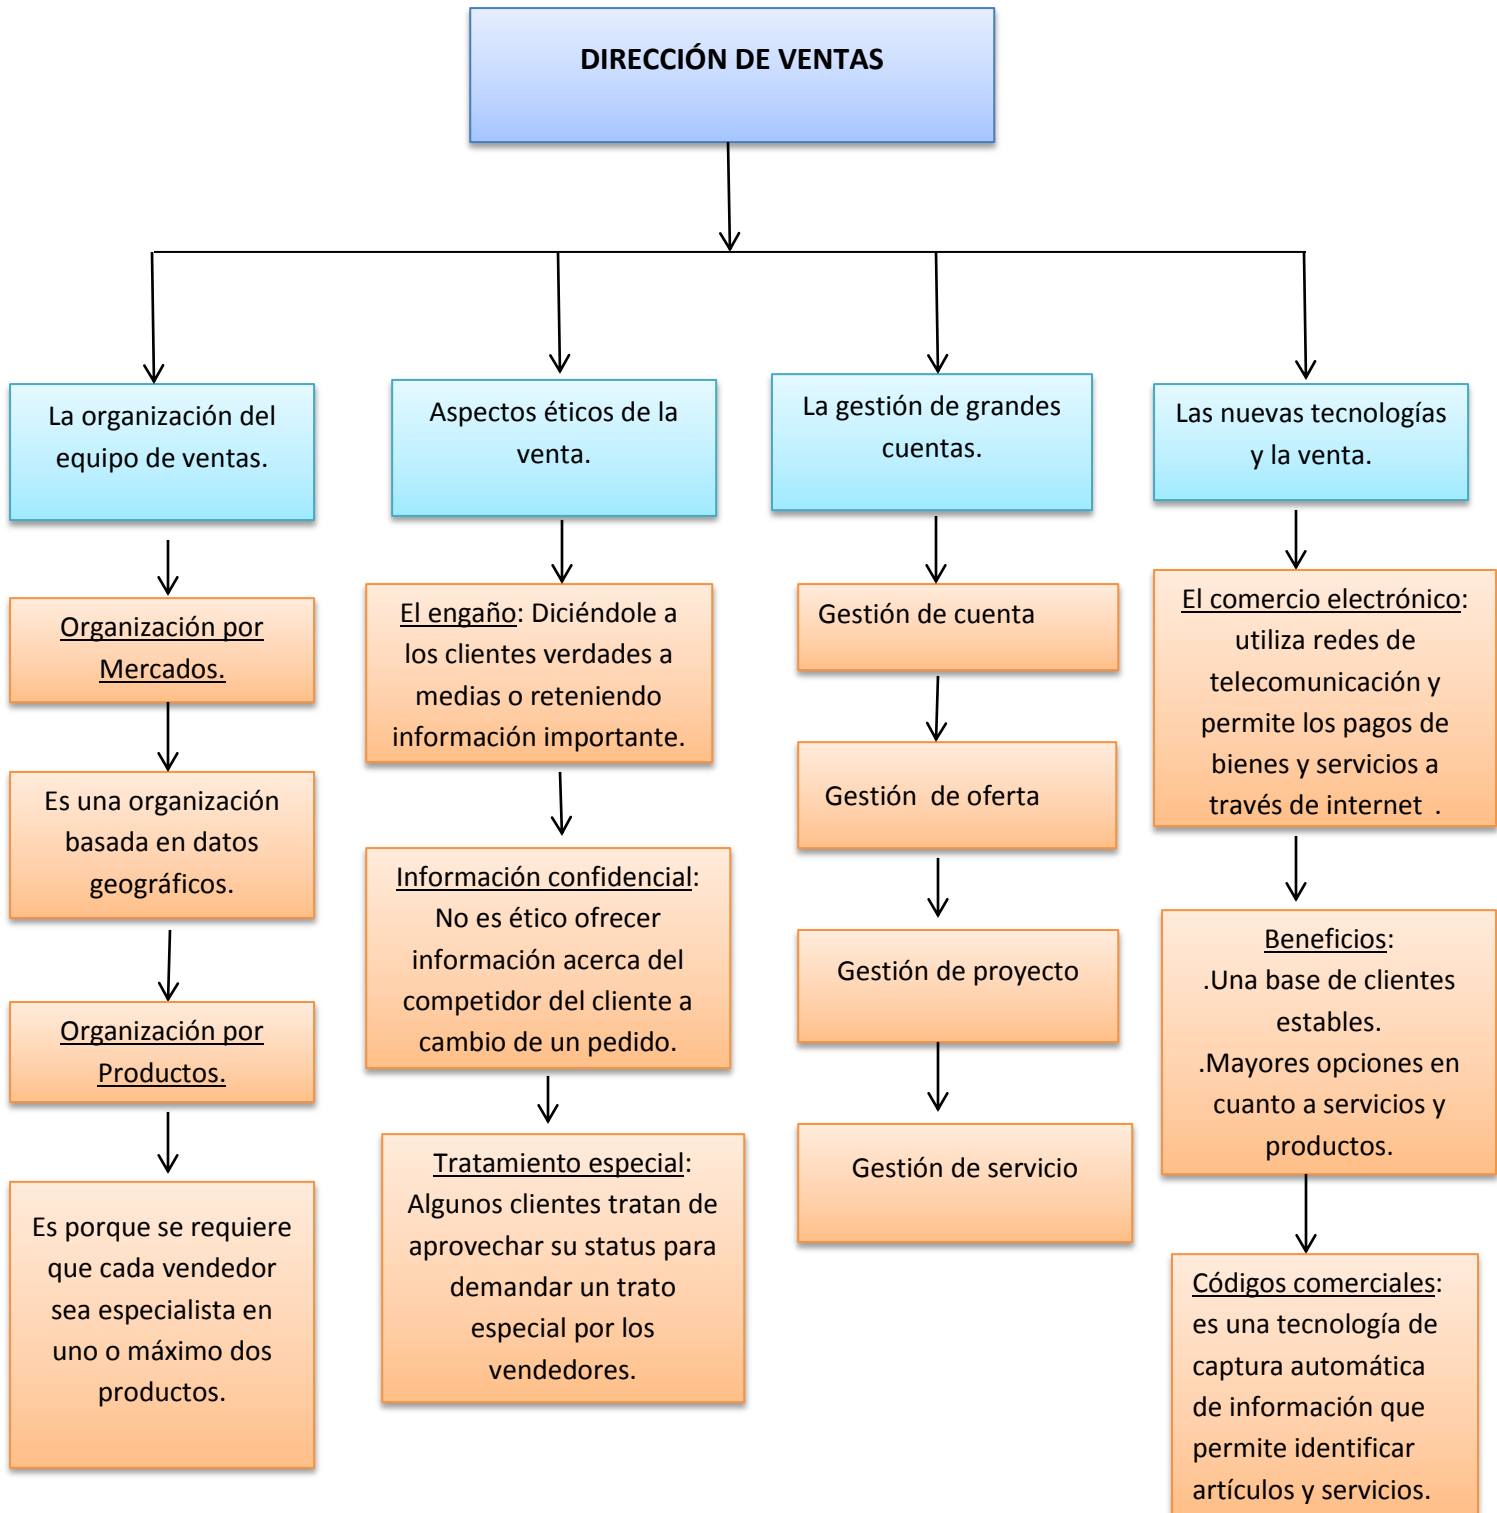 DIRECCIÓN DE VENTAS
La organización del
equipo de ventas.
Organización por
Mercados.
Es una organización
basada en datos
geográficos.
Organización por
Productos.
Es porque se requiere
que cada vendedor
sea especialista en
uno o máximo dos
productos.
Aspectos éticos de la
venta.
El engaño: Diciéndole a
los clientes verdades a
medias o reteniendo
información importante.
Información confidencial:
No es ético ofrecer
información acerca del
competidor del cliente a
cambio de un pedido.
Tratamiento especial:
Algunos clientes tratan de
aprovechar su status para
demandar un trato
especial por los
vendedores.
La gestión de grandes
cuentas.
Gestión de cuenta
Gestión  de oferta
Gestión de proyecto
Gestión de servicio
Las nuevas tecnologías
y la venta.
El comercio electrónico:
utiliza redes de
telecomunicación y
permite los pagos de
bienes y servicios a
través de internet  .
Beneficios:
.Una base de clientes
estables.
.Mayores opciones en
cuanto a servicios y
productos.
Códigos comerciales:
es una tecnología de
captura automática
de información que
permite identificar
artículos y servicios.